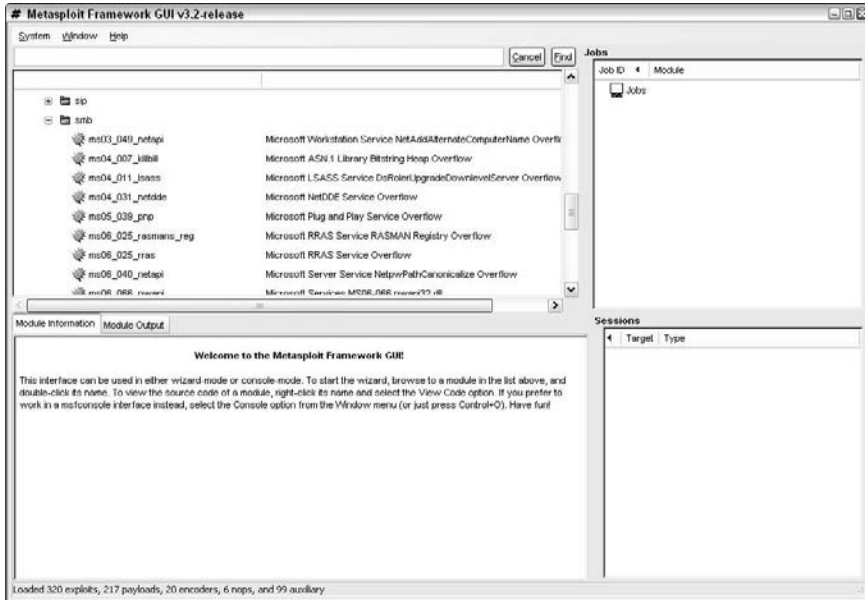 # Metasploit Framework GUI v3.2-release
System Window Help
Cancel Find
sip
smb
ms03_049_netapi Microsoft Workstation Service NetAddAlternateComputerName Overfl
ms04_007_killbill Microsoft ASN.1 Library Bitstring Heap Overflow
ms04_011_lsass Microsoft LSASS Service DsRolerUpgradeDownlevelServer Overflow
ms04_031_netdde Microsoft NetDDE Service Overflow
ms05_039_pnp Microsoft Plug and Play Service Overflow
ms06_025_rasmans_reg Microsoft RRAS Service RASMAN Registry Overflow
ms06_025_rras Microsoft RRAS Service Overflow
ms06_040_netapi Microsoft Server Service NetpwPathCanonicalize Overflow
ms06_066_nwapi Microsoft Services MS06-066 nwapi32.dll
Jobs
Job ID Module
Jobs
Module Information Module Output
Welcome to the Metasploit Framework GUI!
This interface can be used in either wizard-mode or console-mode. To start the wizard, browse to a module in the list above, and
double-click its name. To view the source code of a module, right-click its name and select the View Code option. If you prefer to
work in a msfconsole interface instead, select the Console option from the Window menu (or just press Control+O). Have fun!
Sessions
Target Type
Loaded 320 exploits, 217 payloads, 20 encoders, 6 nops, and 99 auxiliary